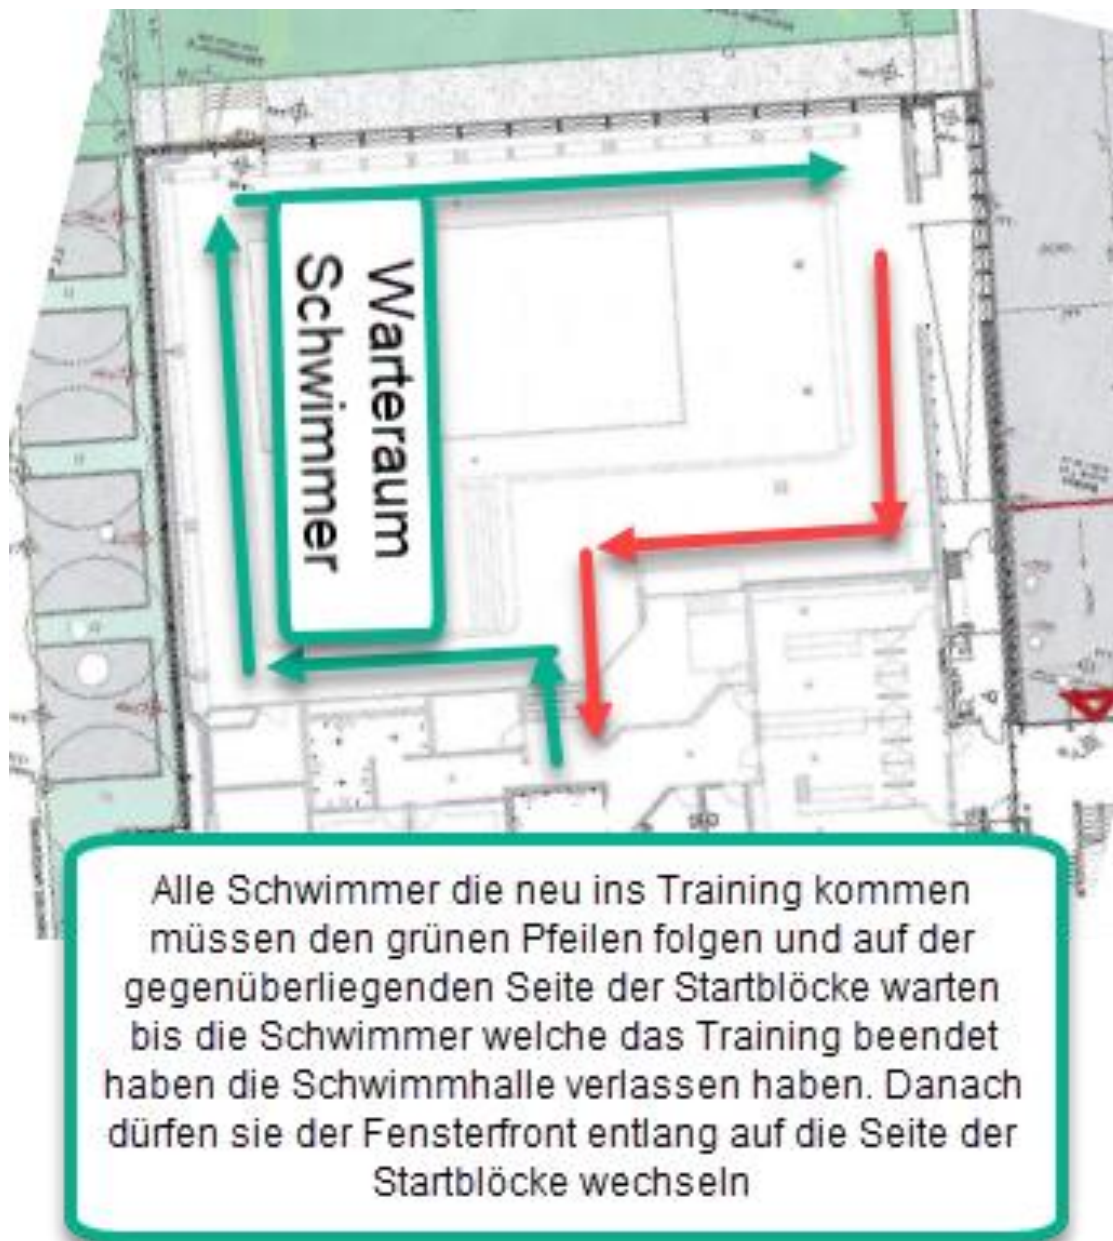 Warteraum
Schwimmer
Alle Schwimmer die neu ins Training kommen
müssen den grünen Pfeilen folgen und auf der
gegenüberliegenden Seite der Startblöcke warten
bis die Schwimmer welche das Training beendet
haben die Schwimmhalle verlassen haben. Danach
dürfen sie der Fensterfront entlang auf die Seite der
Startblöcke wechseln